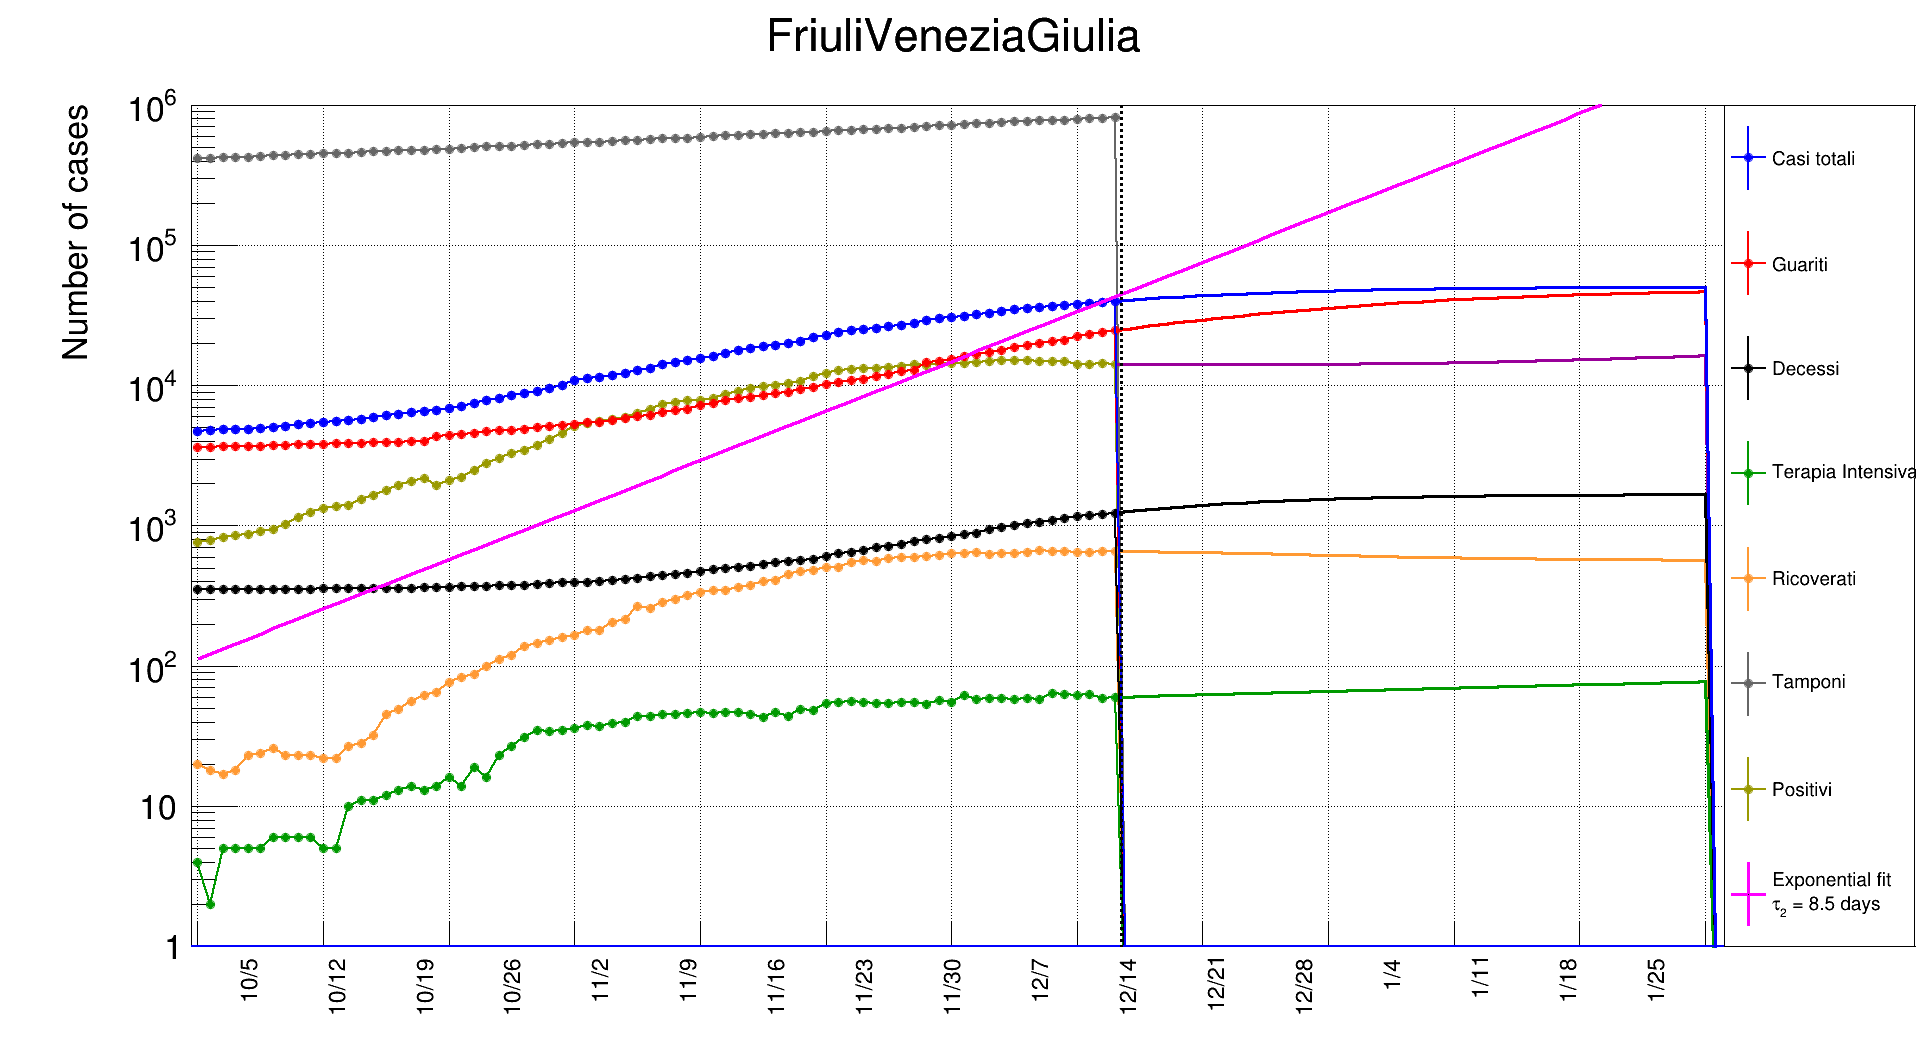 FriuliVeneziaGiulia
Number of cases
10^6
10^5
10^4
10^3
10^2
10
1
10/5
10/12
10/19
10/26
11/2
11/9
11/16
11/23
11/30
12/7
12/14
12/21
12/28
1/4
1/11
1/18
1/25
Casi totali
Guariti
Decessi
Terapia Intensiva
Ricoverati
Tamponi
Positivi
Exponential fit
τ₂ = 8.5 days